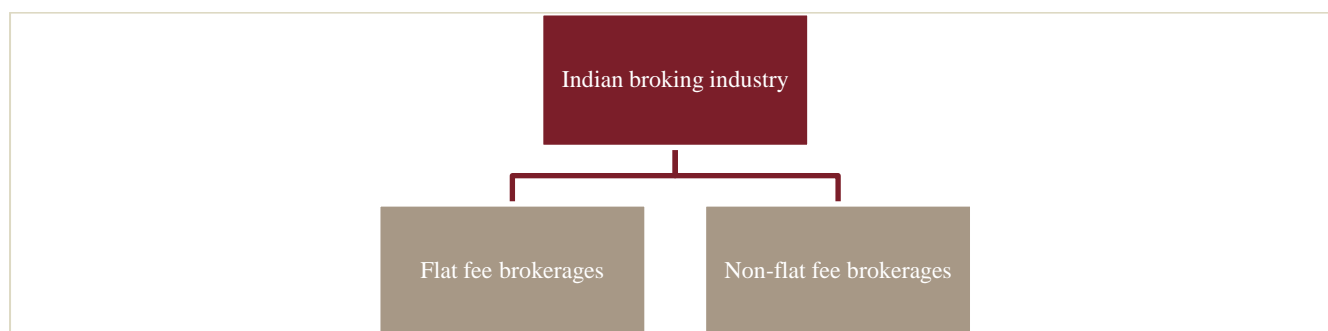 Indian broking industry
Flat fee brokerages
Non-flat fee brokerages